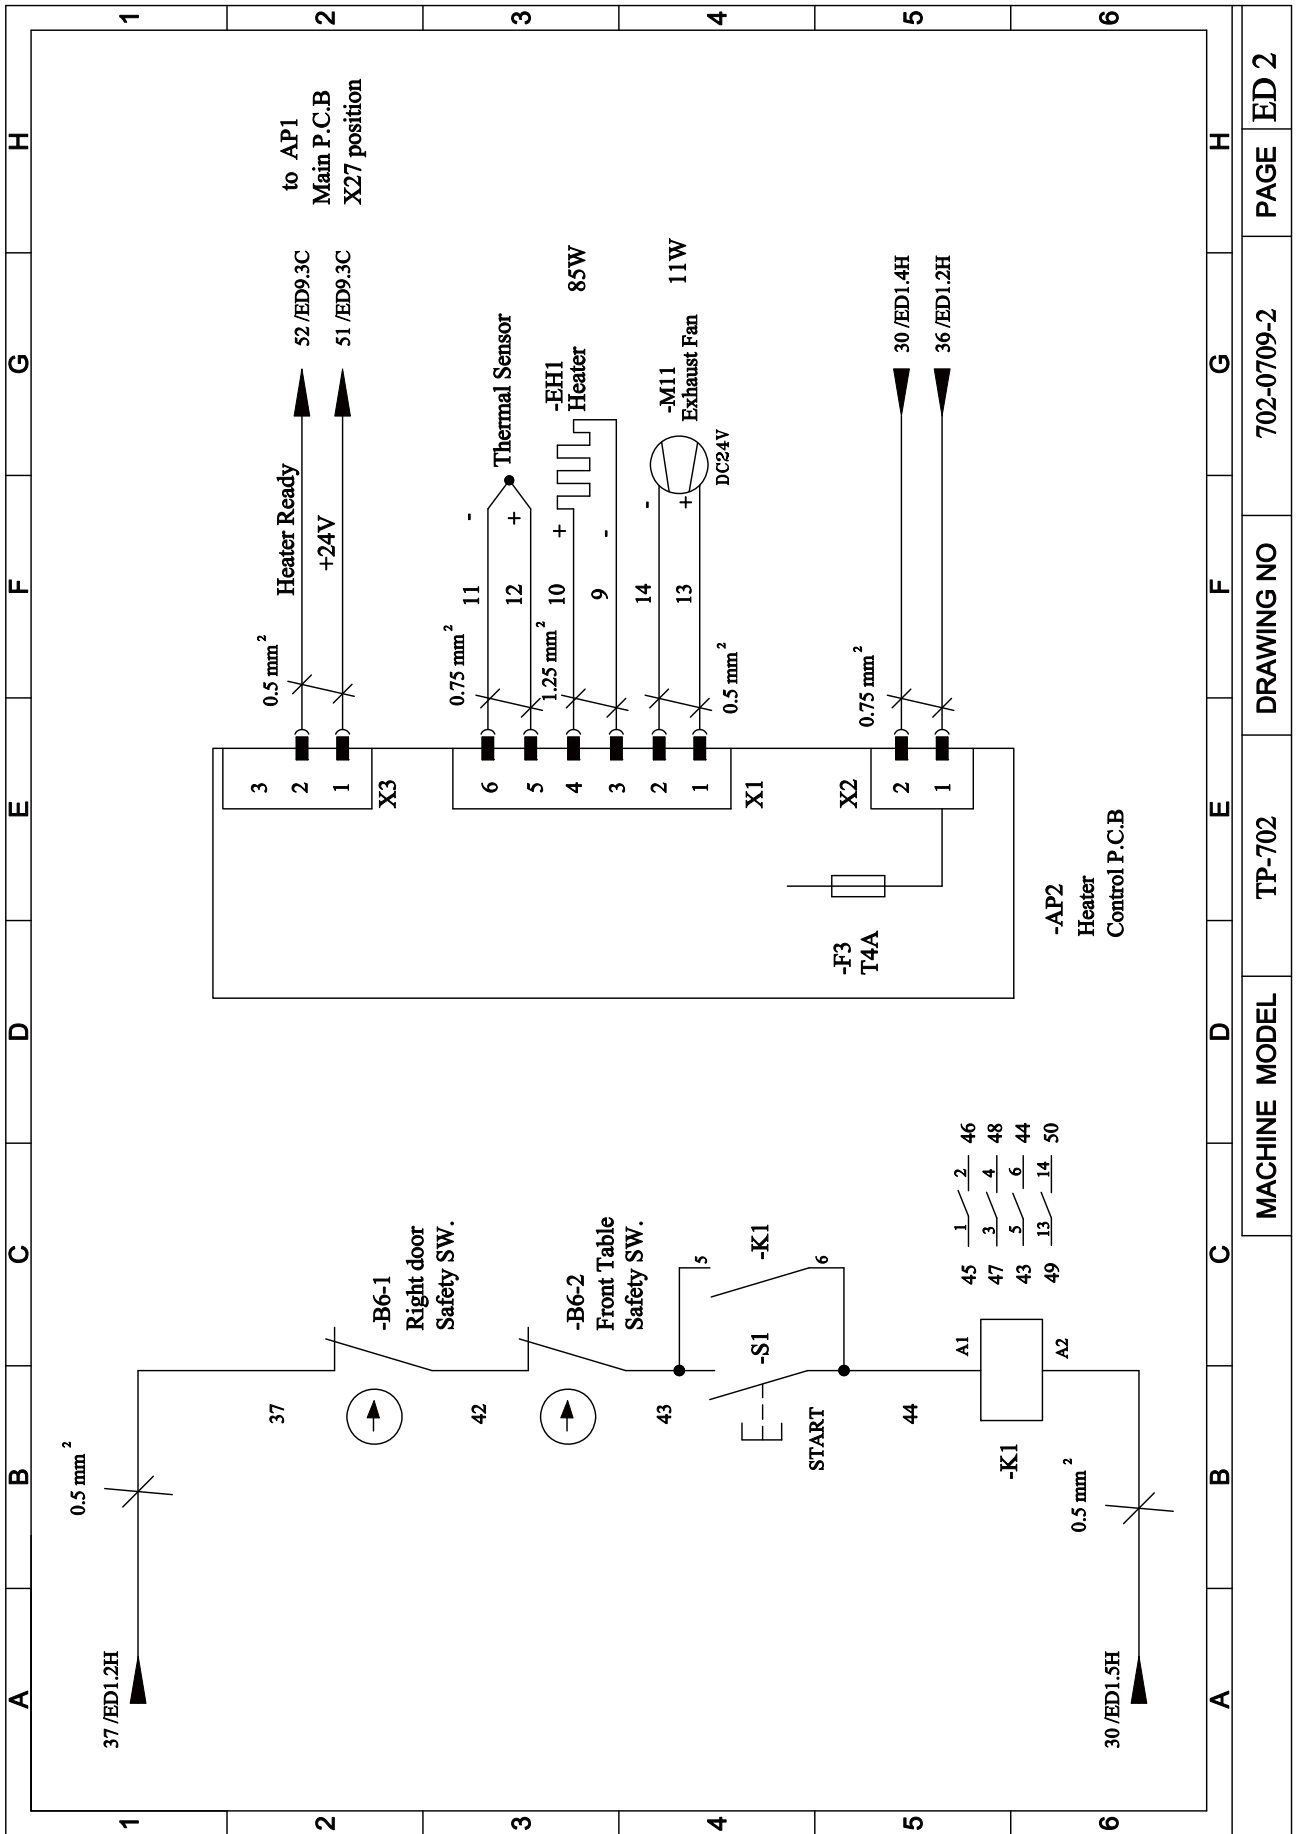 A
B
C
D
E
F
G
H
1
2
3
4
5
6
1
2
3
4
5
6
37 /ED1.2H
0.5 mm 2
37
-B6-1
Right door
Safety SW.
42
-B6-2
Front Table
Safety SW.
43
-S1
START
5
-K1
6
44
A1
A2
-K1
45 1 2 46
47 3 4 48
43 5 6 44
49 13 14 50
0.5 mm 2
30 /ED1.5H
3
2
1
X3
0.5 mm 2
Heater Ready
+24V
52 /ED9.3C
51 /ED9.3C
to AP1
Main P.C.B
X27 position
6
5
4
3
2
1
X1
0.75 mm 2
11 -
12 +
Thermal Sensor
1.25 mm 2
10 +
9 -
-EH1
Heater
85W
14 -
13 +
0.5 mm 2
-M11
Exhaust Fan
DC24V
11W
X2
2
1
0.75 mm 2
30 /ED1.4H
36 /ED1.2H
-F3
T4A
-AP2
Heater
Control P.C.B
A
B
C
D
E
F
G
H
MACHINE MODEL
TP-702
DRAWING NO
702-0709-2
PAGE
ED 2